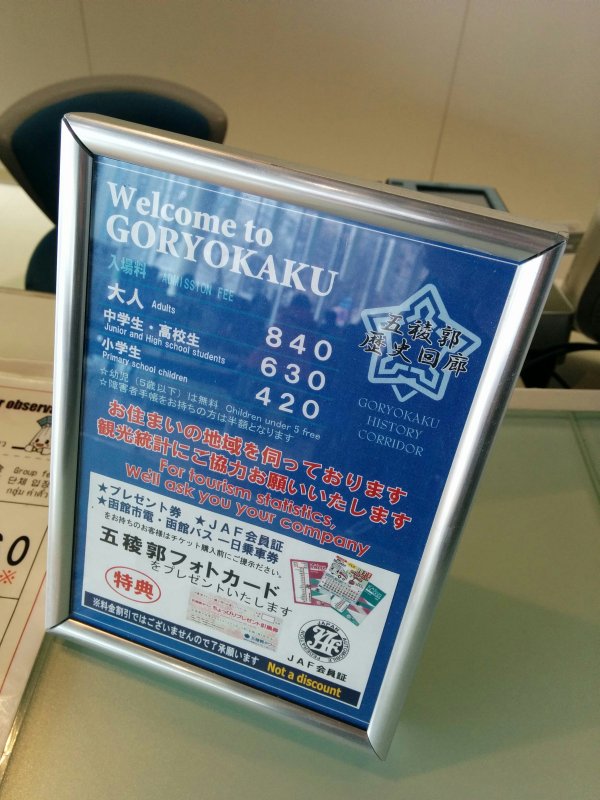 Welcome to
GORYOKAKU
入場料 ADMISSION FEE
大人 Adults 840
中学生・高校生 630
Junior and High school students
小学生 420
Primary school children
☆幼児（5歳以下）は無料 Children under 5 free
☆障害者手帳をお持ちの方は半額となります
五稜郭
歴史回廊
GORYOKAKU
HISTORY
CORRIDOR
お住まいの地域を伺っております
観光統計にご協力お願いいたします
For tourism statistics,
We'll ask you your company
★プレゼント券 ★JAF会員証
★函館市電・函館バス一日乗車券
をお持ちのお客様はチケット購入前にご提示ください。
五稜郭フォトカード
をプレゼントいたします
特典
JAF
JAF会員証
※料金割引ではございませんので了承願います Not a discount
r observ
Group fe
단체 입장